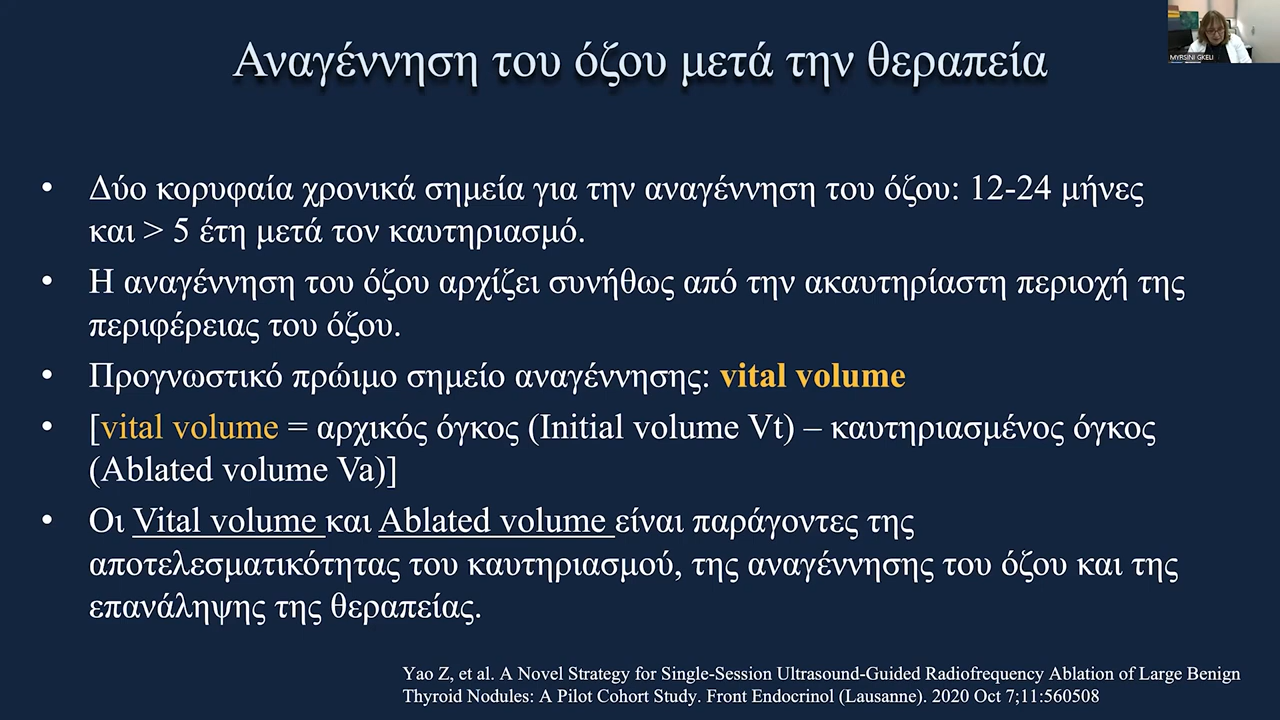 Αναγέννηση του όζου μετά την θεραπεία
MYRSINI GKELI
• Δύο κορυφαία χρονικά σημεία για την αναγέννηση του όζου: 12-24 μήνες
και > 5 έτη μετά τον καυτηριασμό.
• Η αναγέννηση του όζου αρχίζει συνήθως από την ακαυτηρίαστη περιοχή της
περιφέρειας του όζου.
• Προγνωστικό πρώιμο σημείο αναγέννησης: vital volume
• [vital volume = αρχικός όγκος (Initial volume Vt) – καυτηριασμένος όγκος
(Ablated volume Va)]
• Οι Vital volume και Ablated volume είναι παράγοντες της
αποτελεσματικότητας του καυτηριασμού, της αναγέννησης του όζου και της
επανάληψης της θεραπείας.
Yao Z, et al. A Novel Strategy for Single-Session Ultrasound-Guided Radiofrequency Ablation of Large Benign
Thyroid Nodules: A Pilot Cohort Study. Front Endocrinol (Lausanne). 2020 Oct 7;11:560508